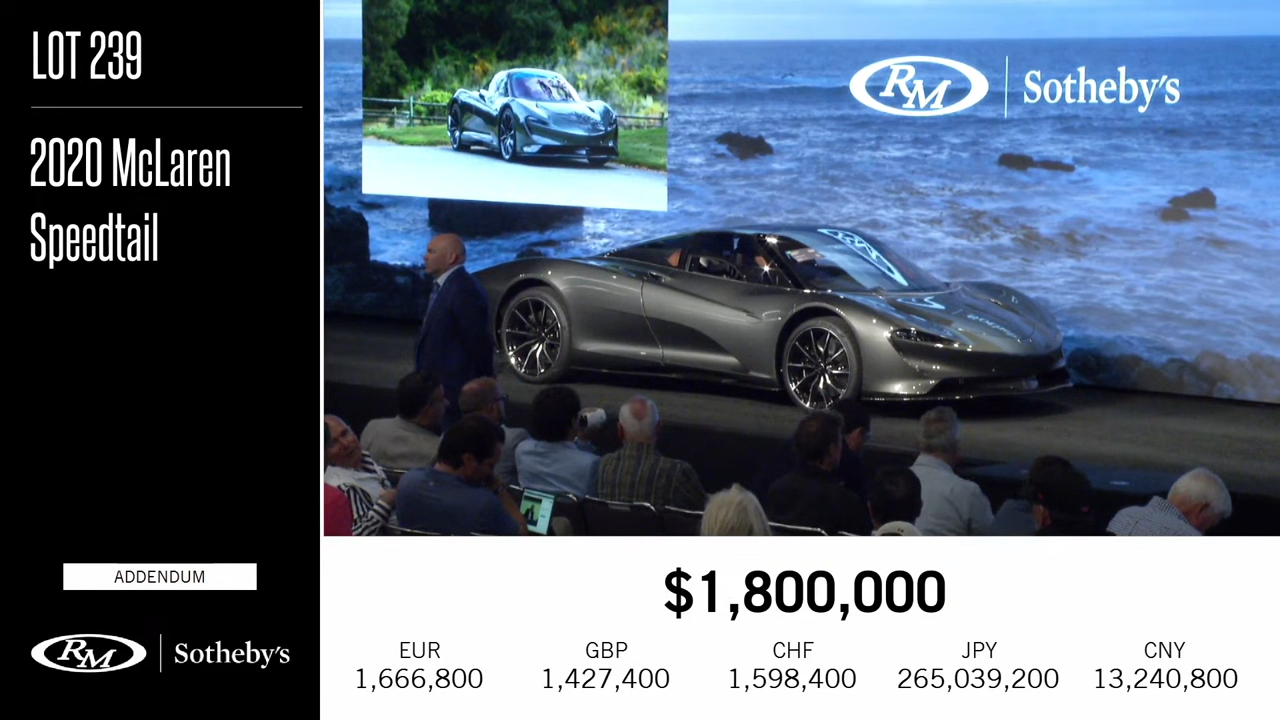 LOT 239
2020 McLaren
Speedtail
ADDENDUM
RM Sotheby's
RM Sotheby's
$1,800,000
EUR GBP CHF JPY CNY
1,666,800 1,427,400 1,598,400 265,039,200 13,240,800